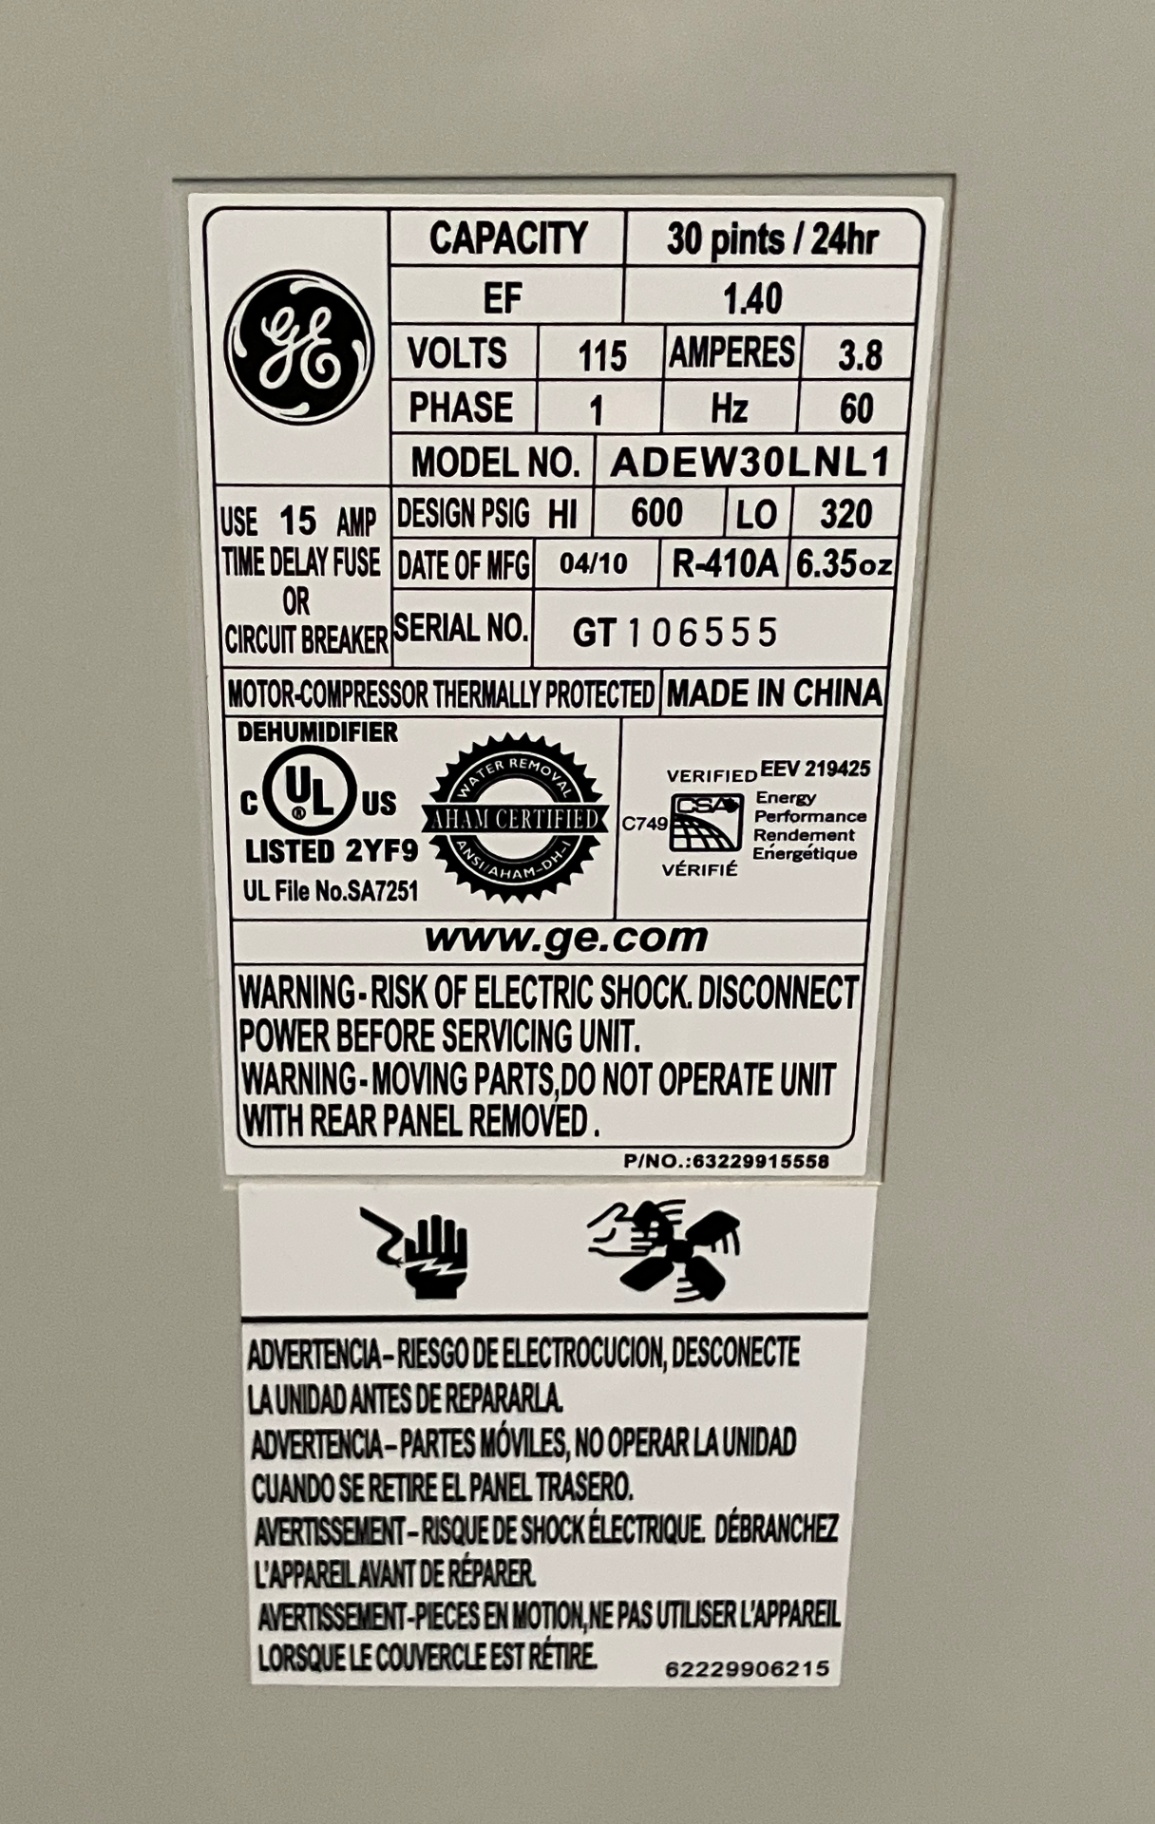 GE
CAPACITY 30 pints / 24hr
EF 1.40
VOLTS 115 AMPERES 3.8
PHASE 1 Hz 60
MODEL NO. ADEW30LNL1
USE 15 AMP
TIME DELAY FUSE
OR
CIRCUIT BREAKER
DESIGN PSIG HI 600 LO 320
DATE OF MFG 04/10 R-410A 6.35oz
SERIAL NO. GT106555
MOTOR-COMPRESSOR THERMALLY PROTECTED MADE IN CHINA
DEHUMIDIFIER
C UL ® US
LISTED 2YF9
UL File No.SA7251
WATER REMOVAL
AHAM CERTIFIED
ANSI/AHAM-DH-1
VERIFIED EEV 219425
C749 CSA
Energy
Performance
Rendement
Énergétique
VÉRIFIÉ
www.ge.com
WARNING-RISK OF ELECTRIC SHOCK. DISCONNECT
POWER BEFORE SERVICING UNIT.
WARNING-MOVING PARTS,DO NOT OPERATE UNIT
WITH REAR PANEL REMOVED.
P/NO.:63229915558
ADVERTENCIA-RIESGO DE ELECTROCUCION, DESCONECTE
LA UNIDAD ANTES DE REPARARLA.
ADVERTENCIA-PARTES MÓVILES, NO OPERAR LA UNIDAD
CUANDO SE RETIRE EL PANEL TRASERO.
AVERTISSEMENT-RISQUE DE SHOCK ÉLECTRIQUE. DÉBRANCHEZ
L'APPAREIL AVANT DE RÉPARER.
AVERTISSEMENT-PIECES EN MOTION,NE PAS UTILISER L'APPAREIL
LORSQUE LE COUVERCLE EST RÉTIRE.
62229906215